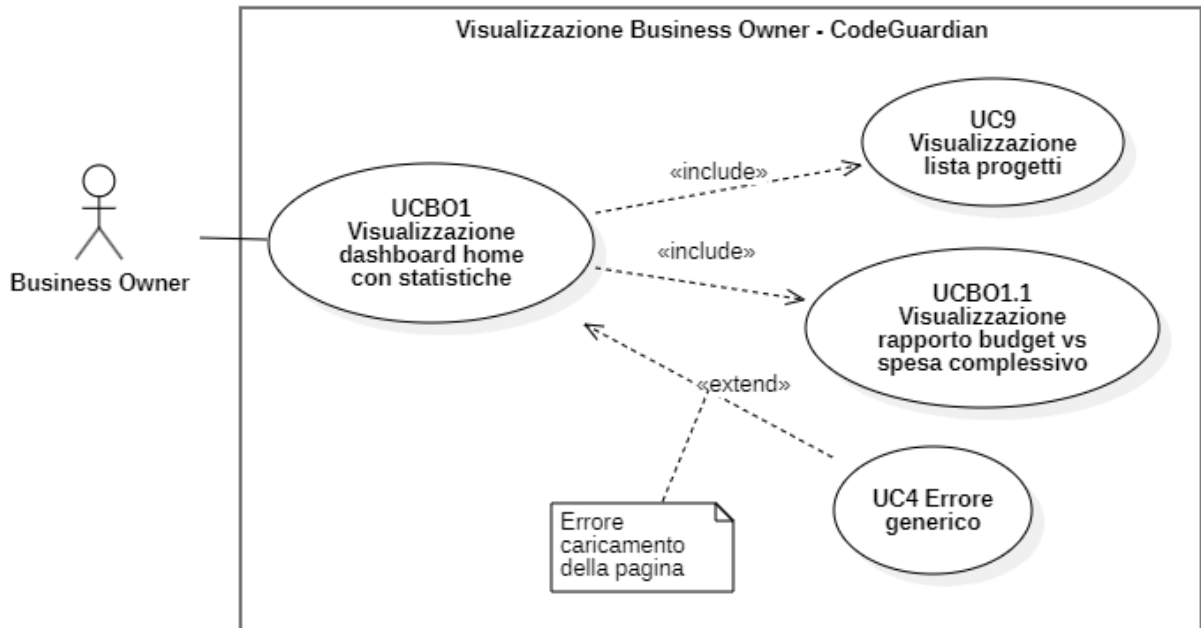 Visualizzazione Business Owner - CodeGuardian
UC9
Visualizzazione
lista progetti
«include»
UCBO1
Visualizzazione
dashboard home
con statistiche
Business Owner
«include»
UCBO1.1
Visualizzazione
rapporto budget vs
spesa complessivo
«extend»
UC4 Errore
generico
Errore
caricamento
della pagina